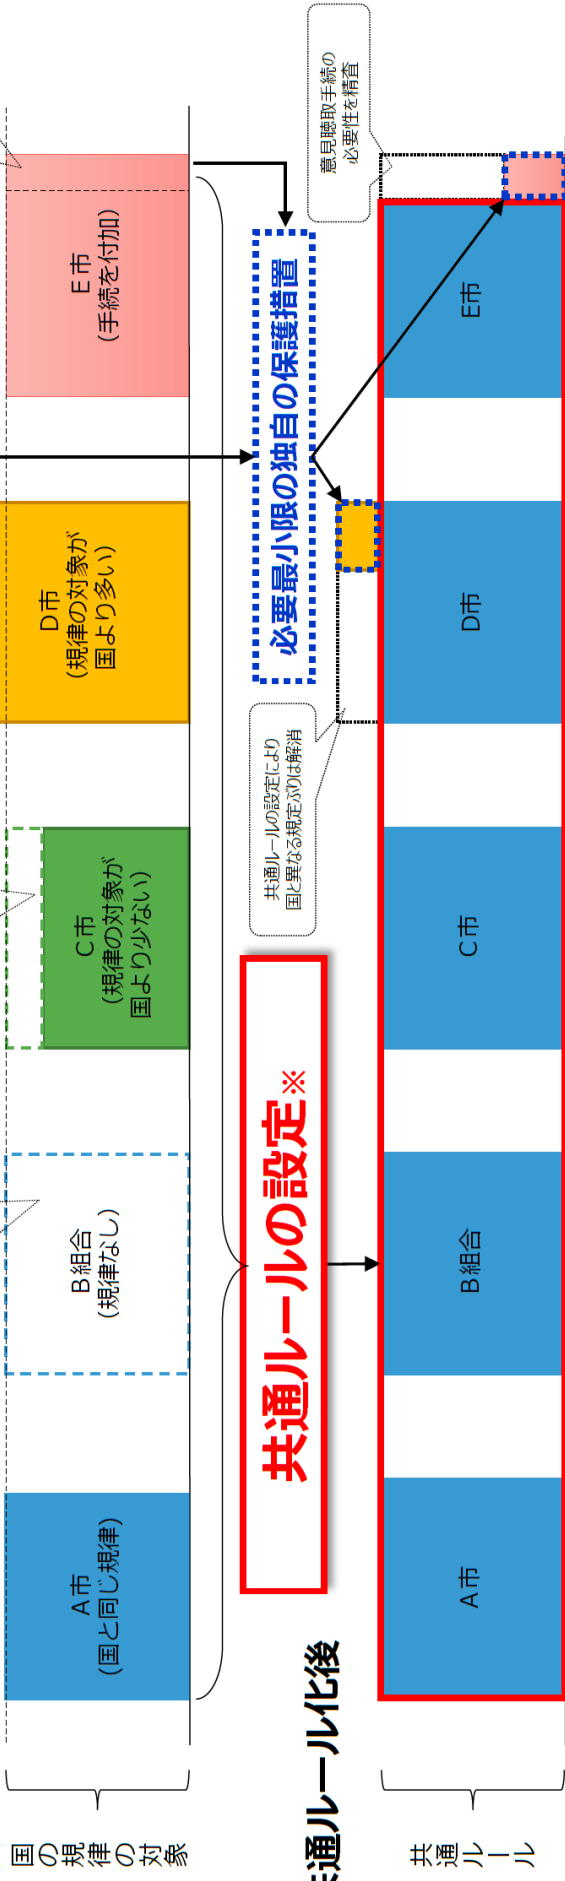 国の規律の対象
A市
(国と同じ規律)
B組合
(規律なし)
C市
(規律の対象が
国より少ない)
D市
(規律の対象が
国より多い)
E市
(手続を付加)
共通ルールの設定※
共通ルールの設定により
国と異なる規定ぶりは解消
必要最小限の独自の保護措置
意見聴取手続の
必要性を精査
通ルール化後
共通ルール
A市
B組合
C市
D市
E市